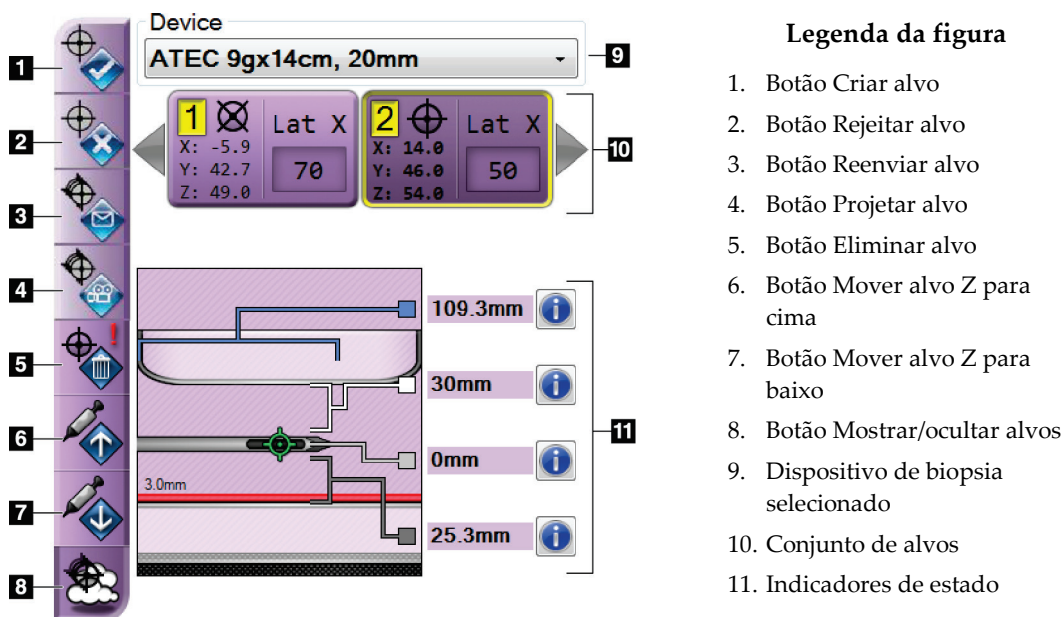 Device
1
ATEC 9gx14cm, 20mm
9
2
1
Lat X
X: -5.9
Y: 42.7
Z: 49.0
70
2
Lat X
X: 14.0
Y: 46.0
Z: 54.0
50
10
3
4
109.3mm
5
30mm
6
0mm
11
3.0mm
7
25.3mm
8
Legenda da figura
1. Botão Criar alvo
2. Botão Rejeitar alvo
3. Botão Reenviar alvo
4. Botão Projetar alvo
5. Botão Eliminar alvo
6. Botão Mover alvo Z para
cima
7. Botão Mover alvo Z para
baixo
8. Botão Mostrar/ocultar alvos
9. Dispositivo de biopsia
selecionado
10. Conjunto de alvos
11. Indicadores de estado